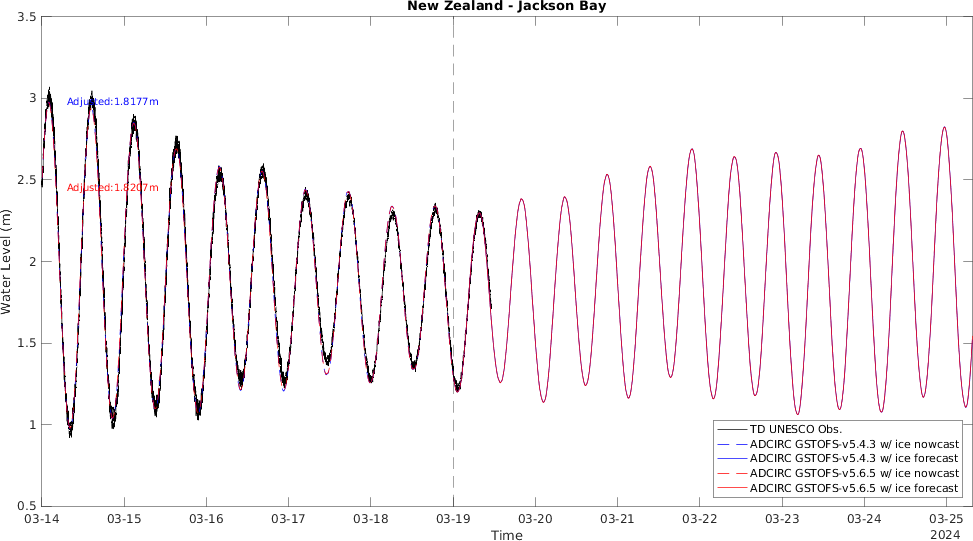 New Zealand - Jackson Bay
3.5
3
2.5
2
1.5
1
0.5
Water Level (m)
Adjusted:1.8177m
Adjusted:1.8207m
TD UNESCO Obs.
ADCIRC GSTOFS-v5.4.3 w/ ice nowcast
ADCIRC GSTOFS-v5.4.3 w/ ice forecast
ADCIRC GSTOFS-v5.6.5 w/ ice nowcast
ADCIRC GSTOFS-v5.6.5 w/ ice forecast
03-14 03-15 03-16 03-17 03-18 03-19 03-20 03-21 03-22 03-23 03-24 03-25
Time
2024